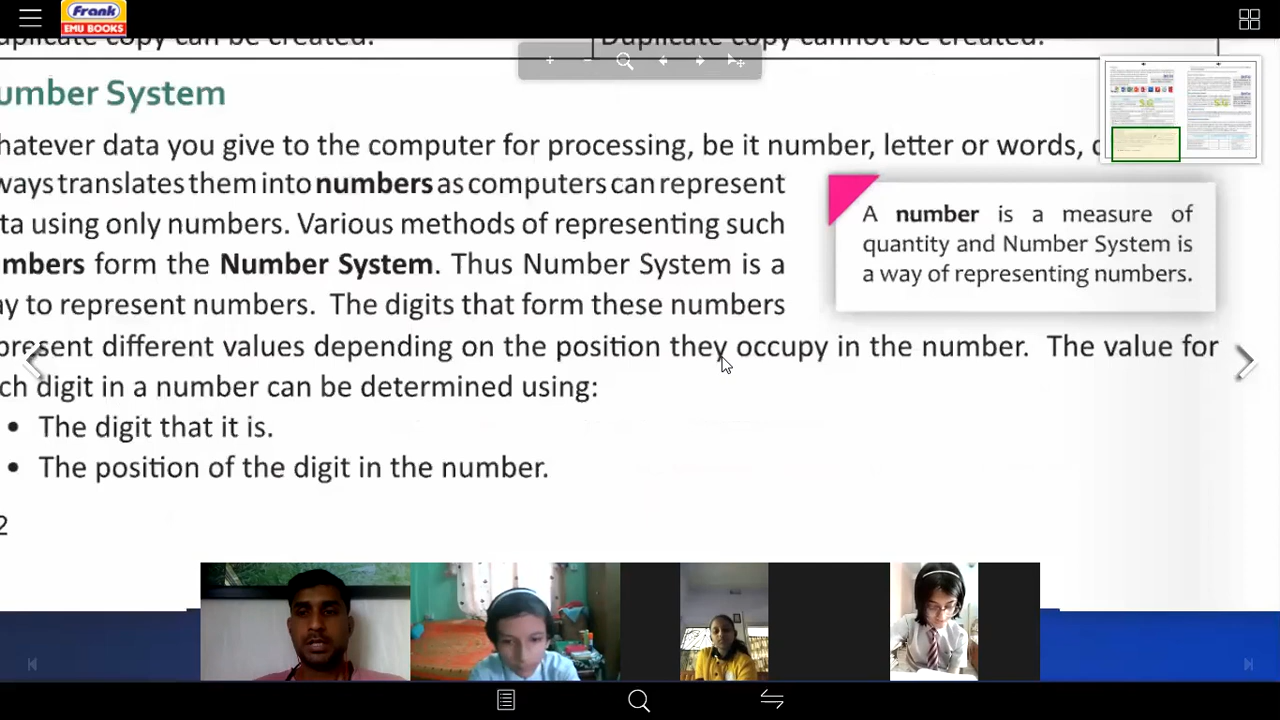 Frank
EMU BOOKS
uplicate copy can be created.
Duplicate copy cannot be created.
umber System
hatever data you give to the computer for processing, be it number, letter or words,
ways translates them into numbers as computers can represent
ta using only numbers. Various methods of representing such
mbers form the Number System. Thus Number System is a
ay to represent numbers. The digits that form these numbers
present different values depending on the position they occupy in the number. The value for
ch digit in a number can be determined using:
• The digit that it is.
• The position of the digit in the number.
2
A number is a measure of
quantity and Number System is
a way of representing numbers.